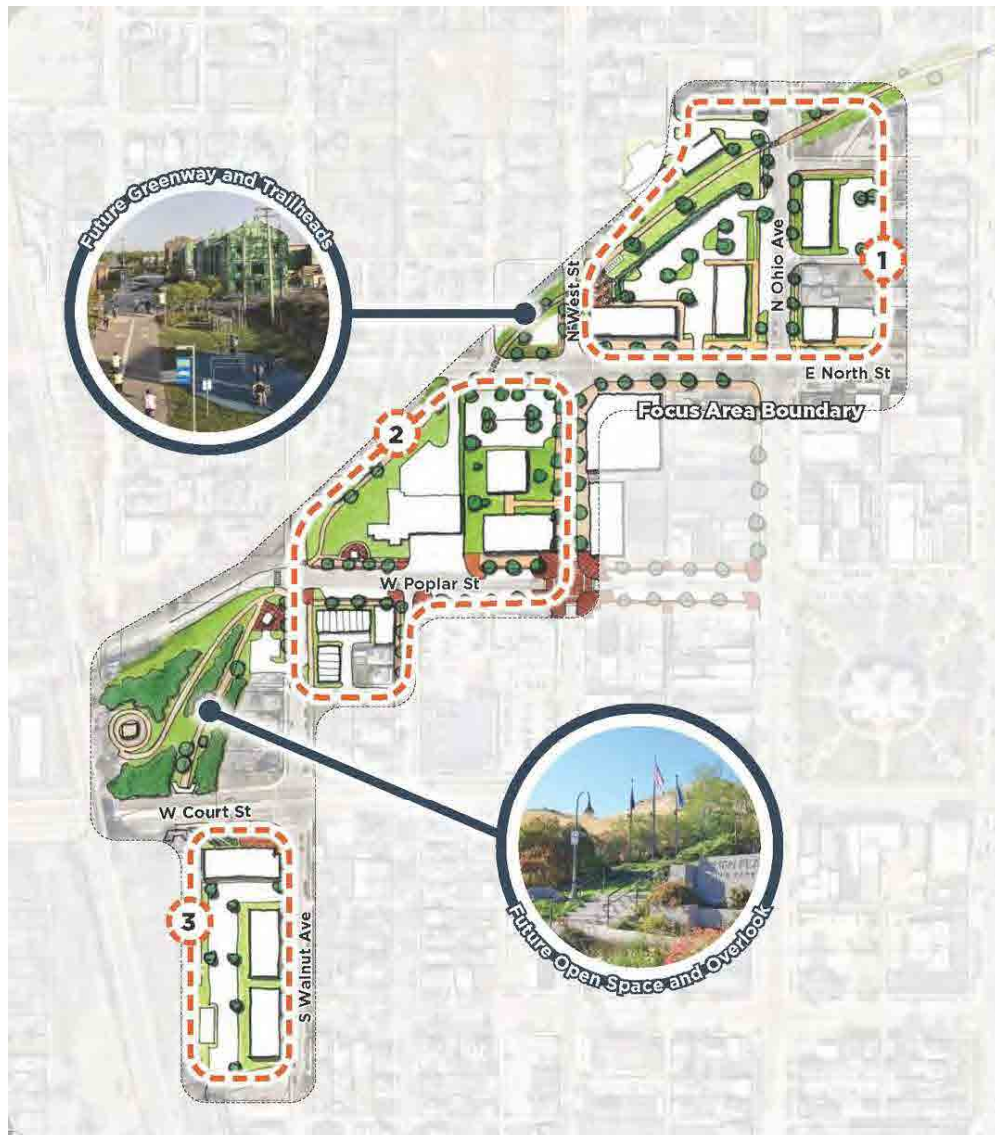 Future Greenway and Trailheads
1
N West St
N Ohio Ave
E North St
Focus Area Boundary
2
W Poplar St
W Court St
3
S Walnut Ave
Future Open Space and Overlook